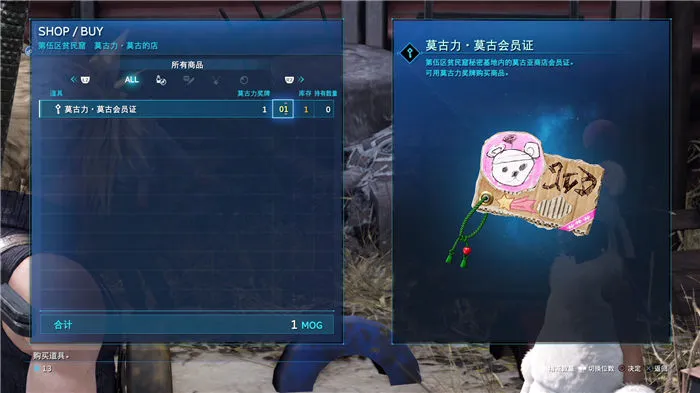 SHOP / BUY
第伍区贫民窟 莫古力・莫古的店
所有商品
ALL
道具 莫古力奖牌 库存 持有数量
莫古力・莫古会员证 1 01 1 0
合计 1 MOG
购买道具。
13
莫古力・莫古会员证
第伍区贫民窟秘密基地内的莫古亚商店会员证。
可用莫古力奖牌购买商品。
切换位数 决定 返回